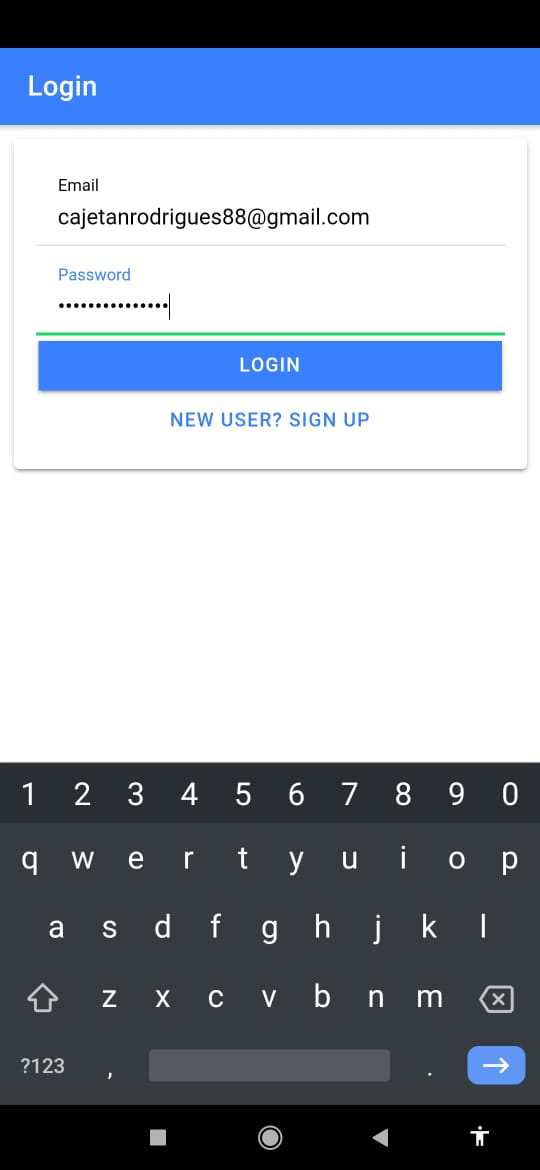 Login
Email
cajetanrodrigues88@gmail.com
Password
•••••••••••••••
LOGIN
NEW USER? SIGN UP
1 2 3 4 5 6 7 8 9 0
q w e r t y u i o p
a s d f g h j k l
z x c v b n m
?123 , .